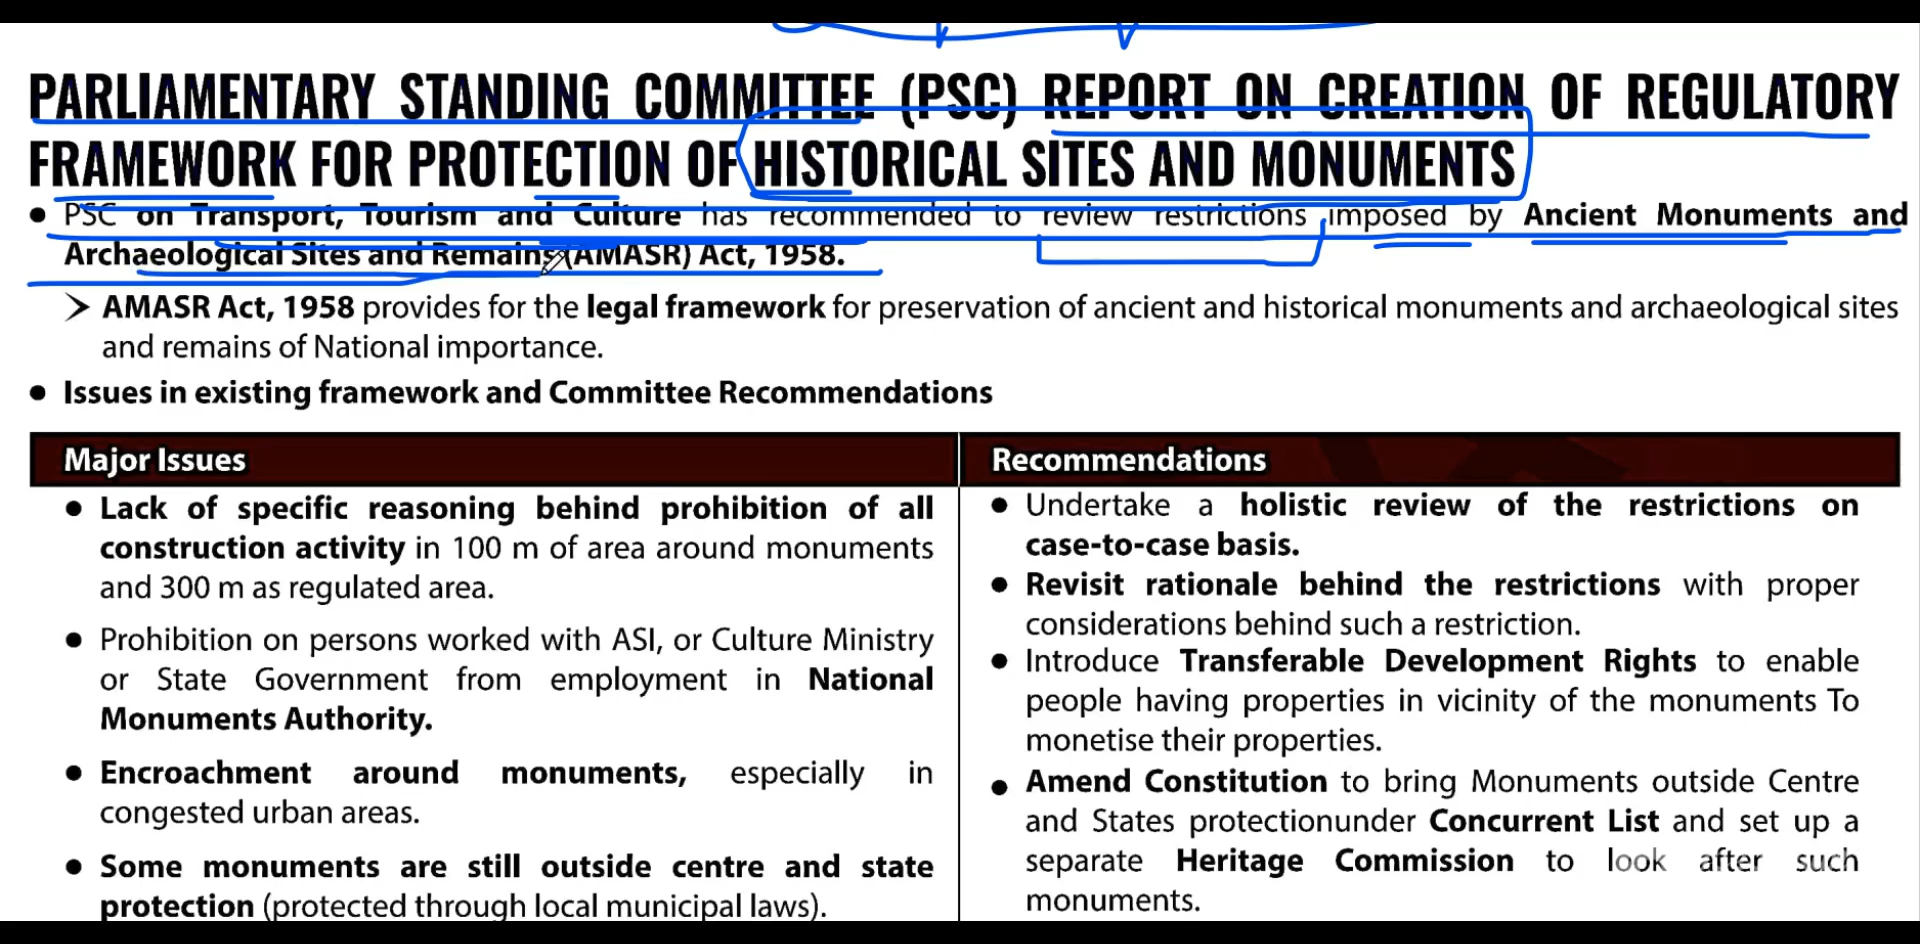 PARLIAMENTARY STANDING COMMITTEE (PSC) REPORT ON CREATION OF REGULATORY
FRAMEWORK FOR PROTECTION OF HISTORICAL SITES AND MONUMENTS
● PSC on Transport, Tourism and Culture has recommended to review restrictions imposed by Ancient Monuments and
Archaeological Sites and Remains (AMASR) Act, 1958.
➤ AMASR Act, 1958 provides for the legal framework for preservation of ancient and historical monuments and archaeological sites
and remains of National importance.
● Issues in existing framework and Committee Recommendations
Major Issues
● Lack of specific reasoning behind prohibition of all
construction activity in 100 m of area around monuments
and 300 m as regulated area.
● Prohibition on persons worked with ASI, or Culture Ministry
or State Government from employment in National
Monuments Authority.
● Encroachment around monuments, especially in
congested urban areas.
● Some monuments are still outside centre and state
protection (protected through local municipal laws).
Recommendations
● Undertake a holistic review of the restrictions on
case-to-case basis.
● Revisit rationale behind the restrictions with proper
considerations behind such a restriction.
● Introduce Transferable Development Rights to enable
people having properties in vicinity of the monuments To
monetise their properties.
● Amend Constitution to bring Monuments outside Centre
and States protectionunder Concurrent List and set up a
separate Heritage Commission to look after such
monuments.